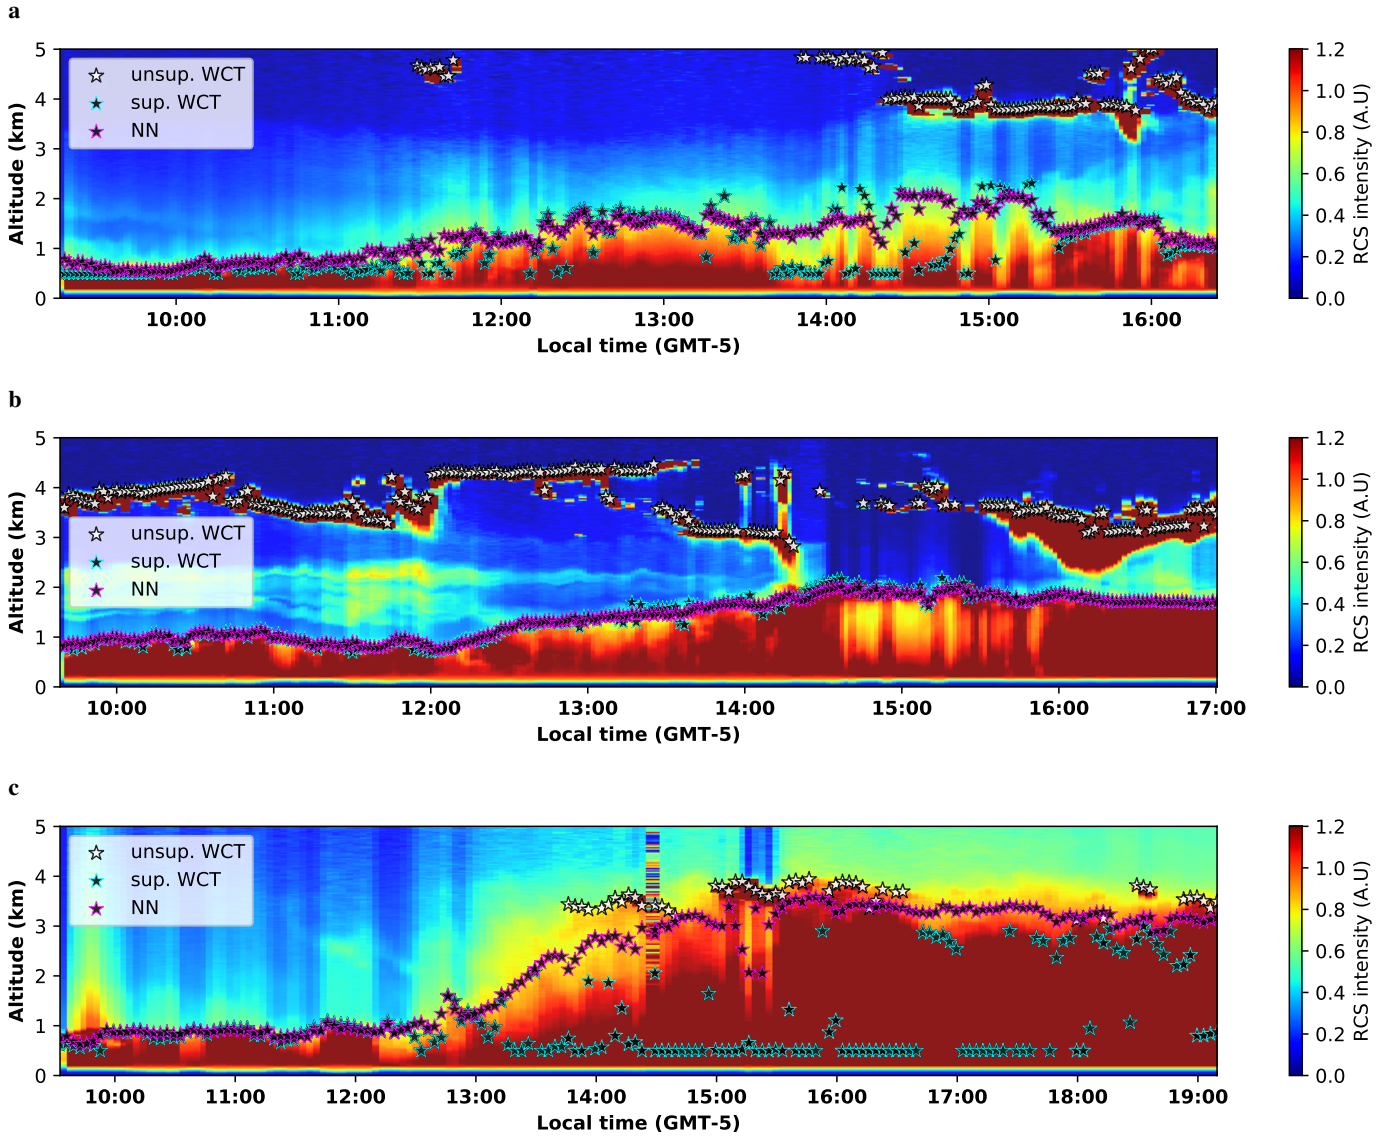 a
5
4
3
2
1
0
Altitude (km)
unsup. WCT
sup. WCT
NN
10:00 11:00 12:00 13:00 14:00 15:00 16:00
Local time (GMT-5)
1.2
1.0
0.8
0.6
0.4
0.2
0.0
RCS intensity (A.U)
b
5
4
3
2
1
0
Altitude (km)
unsup. WCT
sup. WCT
NN
10:00 11:00 12:00 13:00 14:00 15:00 16:00 17:00
Local time (GMT-5)
1.2
1.0
0.8
0.6
0.4
0.2
0.0
RCS intensity (A.U)
c
5
4
3
2
1
0
Altitude (km)
unsup. WCT
sup. WCT
NN
10:00 11:00 12:00 13:00 14:00 15:00 16:00 17:00 18:00 19:00
Local time (GMT-5)
1.2
1.0
0.8
0.6
0.4
0.2
0.0
RCS intensity (A.U)